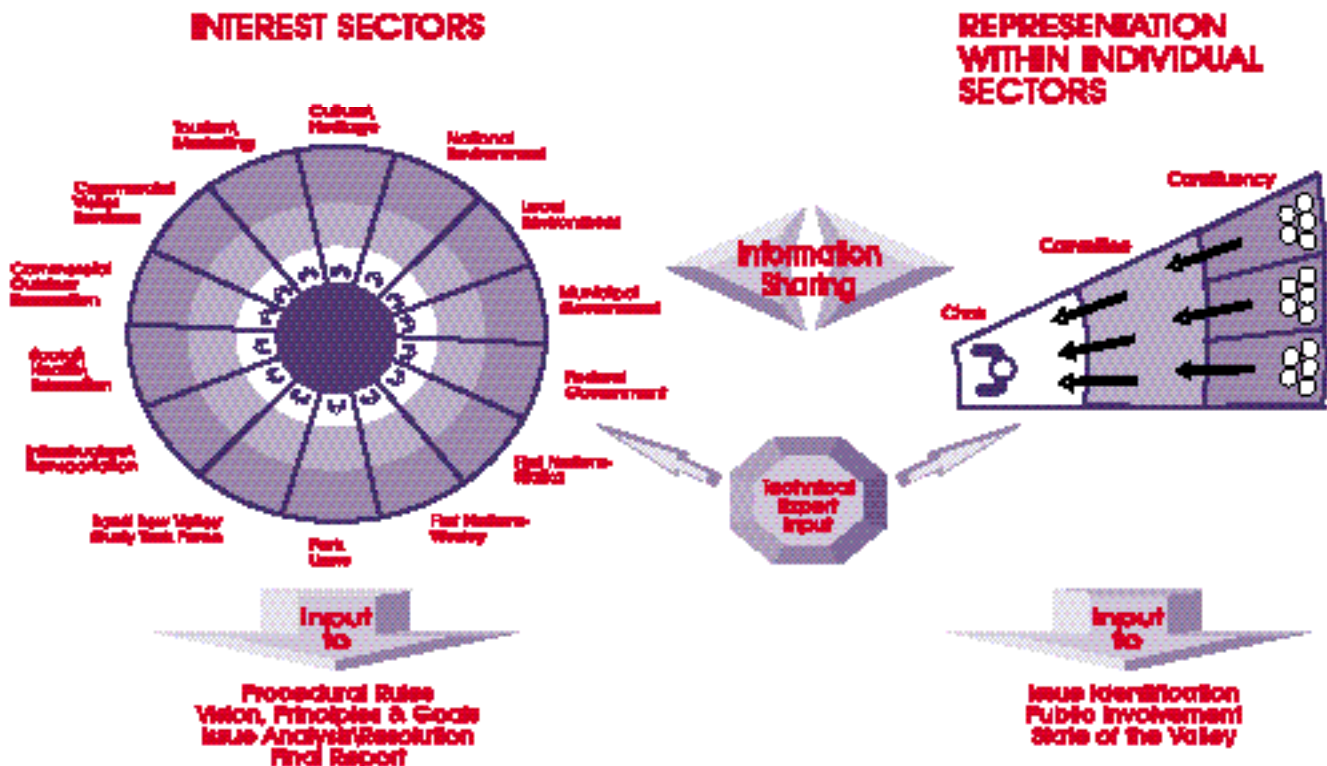 INTEREST SECTORS
REPRESENTATION
WITHIN INDIVIDUAL
SECTORS
Culture\
Heritage
Tourism\
Marketing
National
Environment
Commercial
Visitor
Services
Local
Environment
Commercial
Outdoor
Recreation
Municipal
Government
Social\
Health\
Education
Federal
Government
Infrastructure\
Transportation
First Nations-
Banff Bow Valley
Study Task Force
First Nations-
Wesley
Park
Users
Information
Sharing
Technical
Expert
Input
Constituency
Committee
Chair
Input
to
Procedural Rules
Vision, Principles & Goals
Issue Analysis\Resolution
Final Report
Input
to
Issue Identification
Public Involvement
State of the Valley